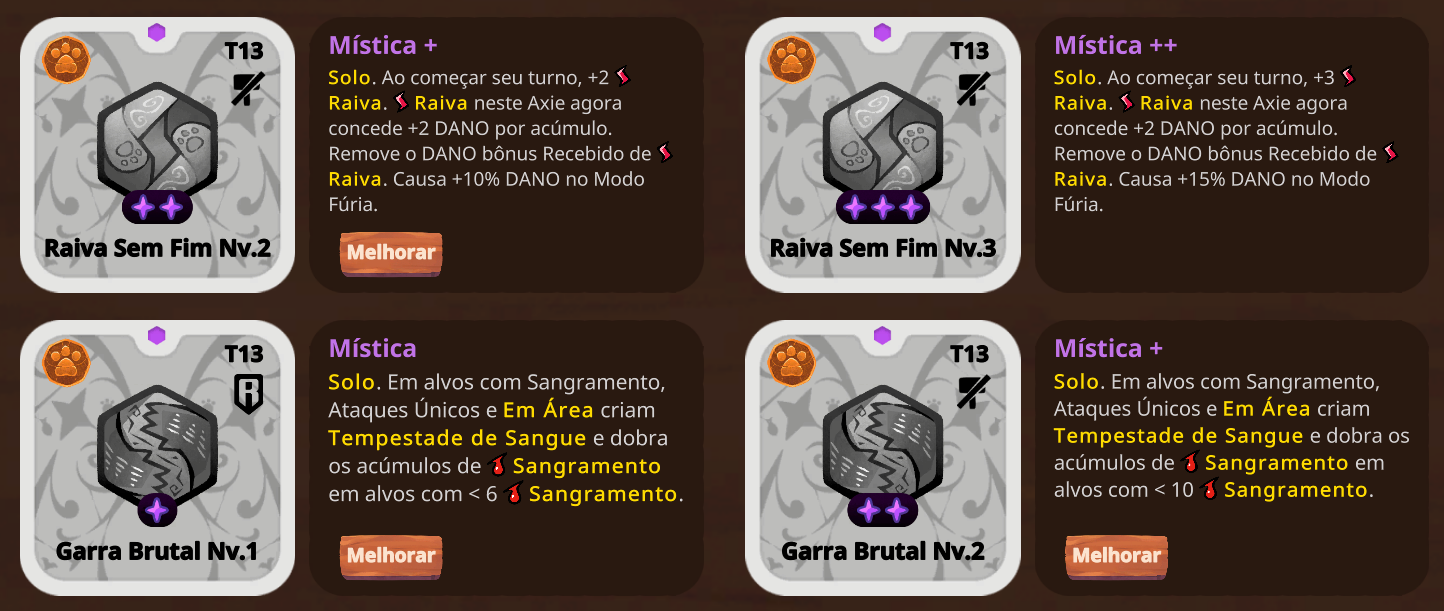 T13
Raiva Sem Fim Nv.2
Mística +
Solo. Ao começar seu turno, +2
Raiva. Raiva neste Axie agora
concede +2 DANO por acúmulo.
Remove o DANO bônus Recebido de
Raiva. Causa +10% DANO no Modo
Fúria.
Melhorar
T13
Raiva Sem Fim Nv.3
Mística ++
Solo. Ao começar seu turno, +3
Raiva. Raiva neste Axie agora
concede +2 DANO por acúmulo.
Remove o DANO bônus Recebido de
Raiva. Causa +15% DANO no Modo
Fúria.
T13
R
Garra Brutal Nv.1
Mística
Solo. Em alvos com Sangramento,
Ataques Únicos e Em Área criam
Tempestade de Sangue e dobra
os acúmulos de Sangramento
em alvos com < 6 Sangramento.
Melhorar
T13
Garra Brutal Nv.2
Mística +
Solo. Em alvos com Sangramento,
Ataques Únicos e Em Área criam
Tempestade de Sangue e dobra os
acúmulos de Sangramento em
alvos com < 10 Sangramento.
Melhorar